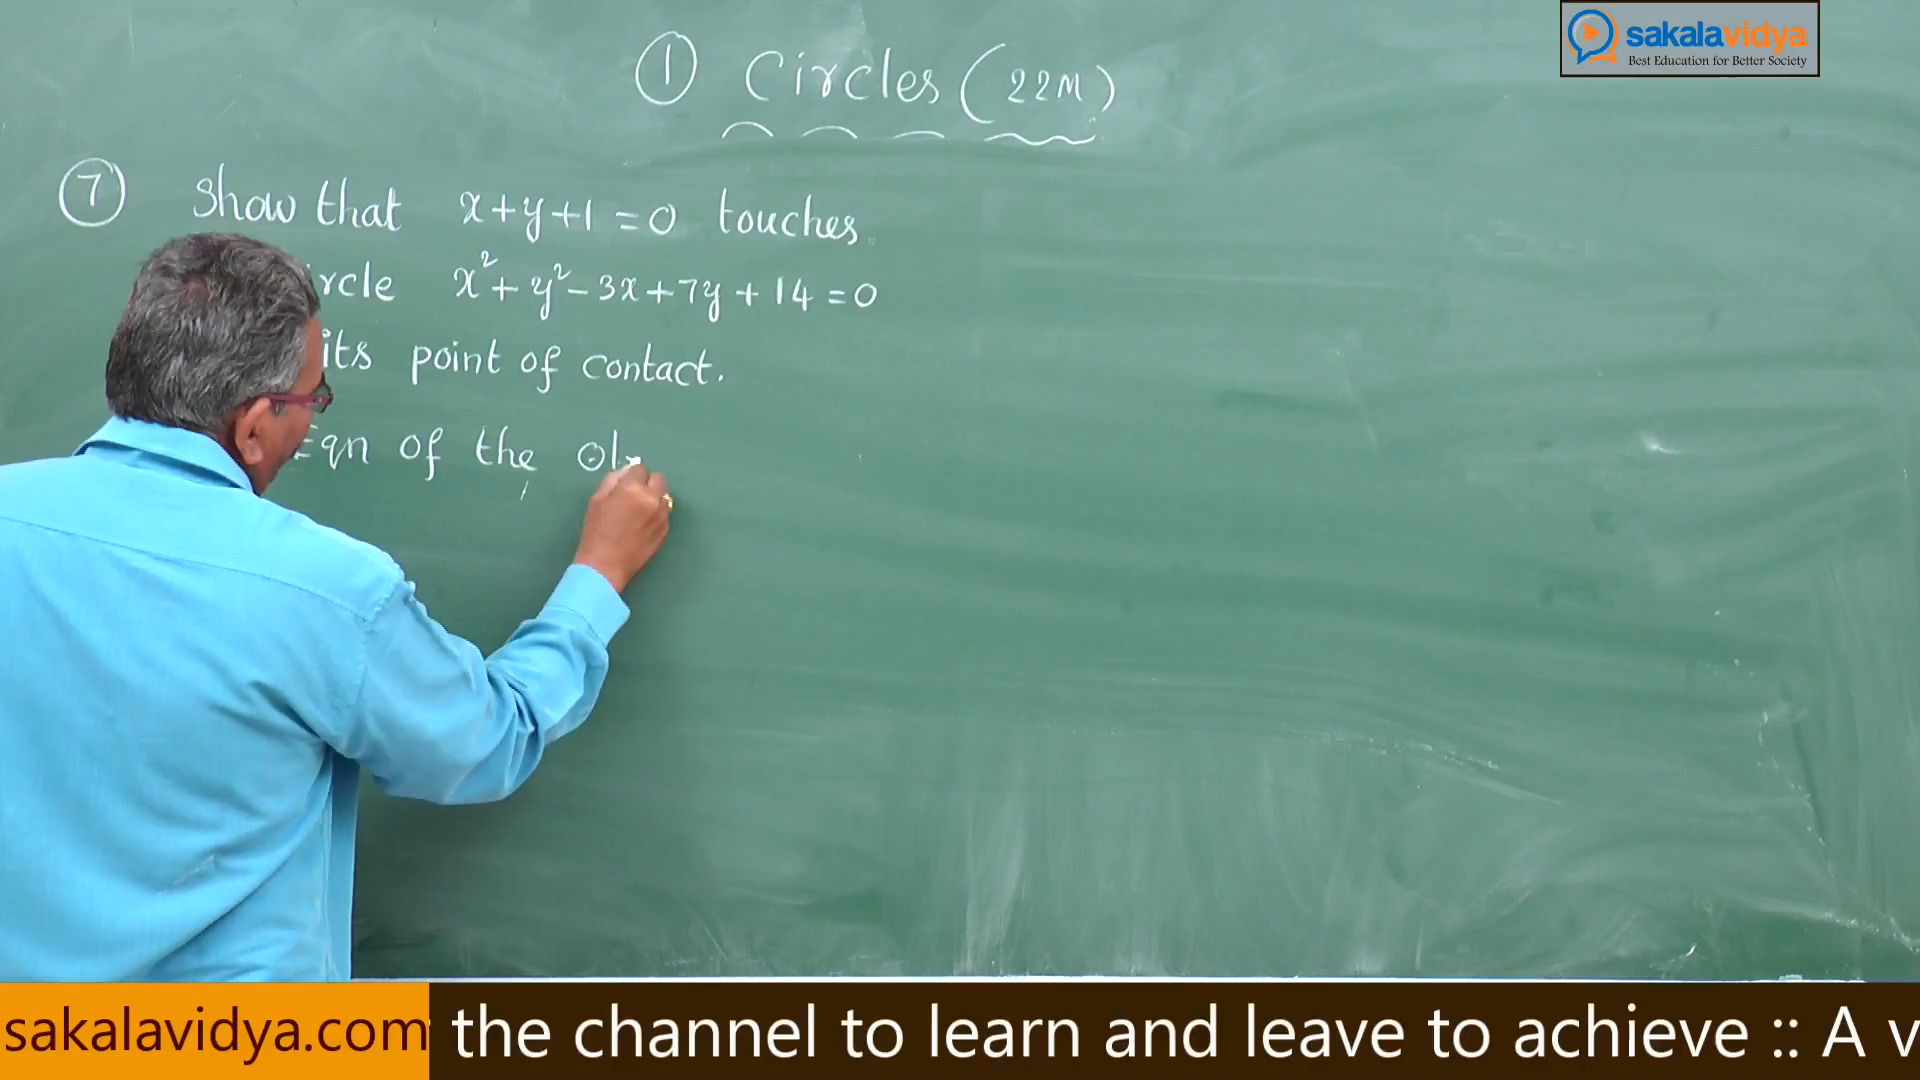 sakalavidya
Best Education for Better Society
① Circles (22M)
⑦ Show that x+y+1=0 touches
rcle x²+y²-3x+7y+14=0
its point of contact.
Eqn of the
sakalavidya.com the channel to learn and leave to achieve :: A v